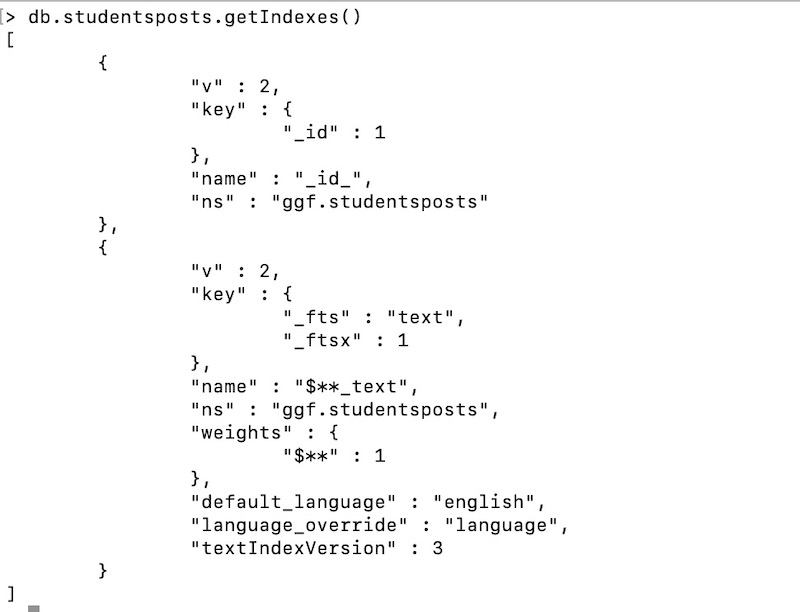 [> db.studentsposts.getIndexes()
[
        {
                "v" : 2,
                "key" : {
                        "_id" : 1
                },
                "name" : "_id_",
                "ns" : "ggf.studentsposts"
        },
        {
                "v" : 2,
                "key" : {
                        "_fts" : "text",
                        "_ftsx" : 1
                },
                "name" : "$**_text",
                "ns" : "ggf.studentsposts",
                "weights" : {
                        "$**" : 1
                },
                "default_language" : "english",
                "language_override" : "language",
                "textIndexVersion" : 3
        }
]